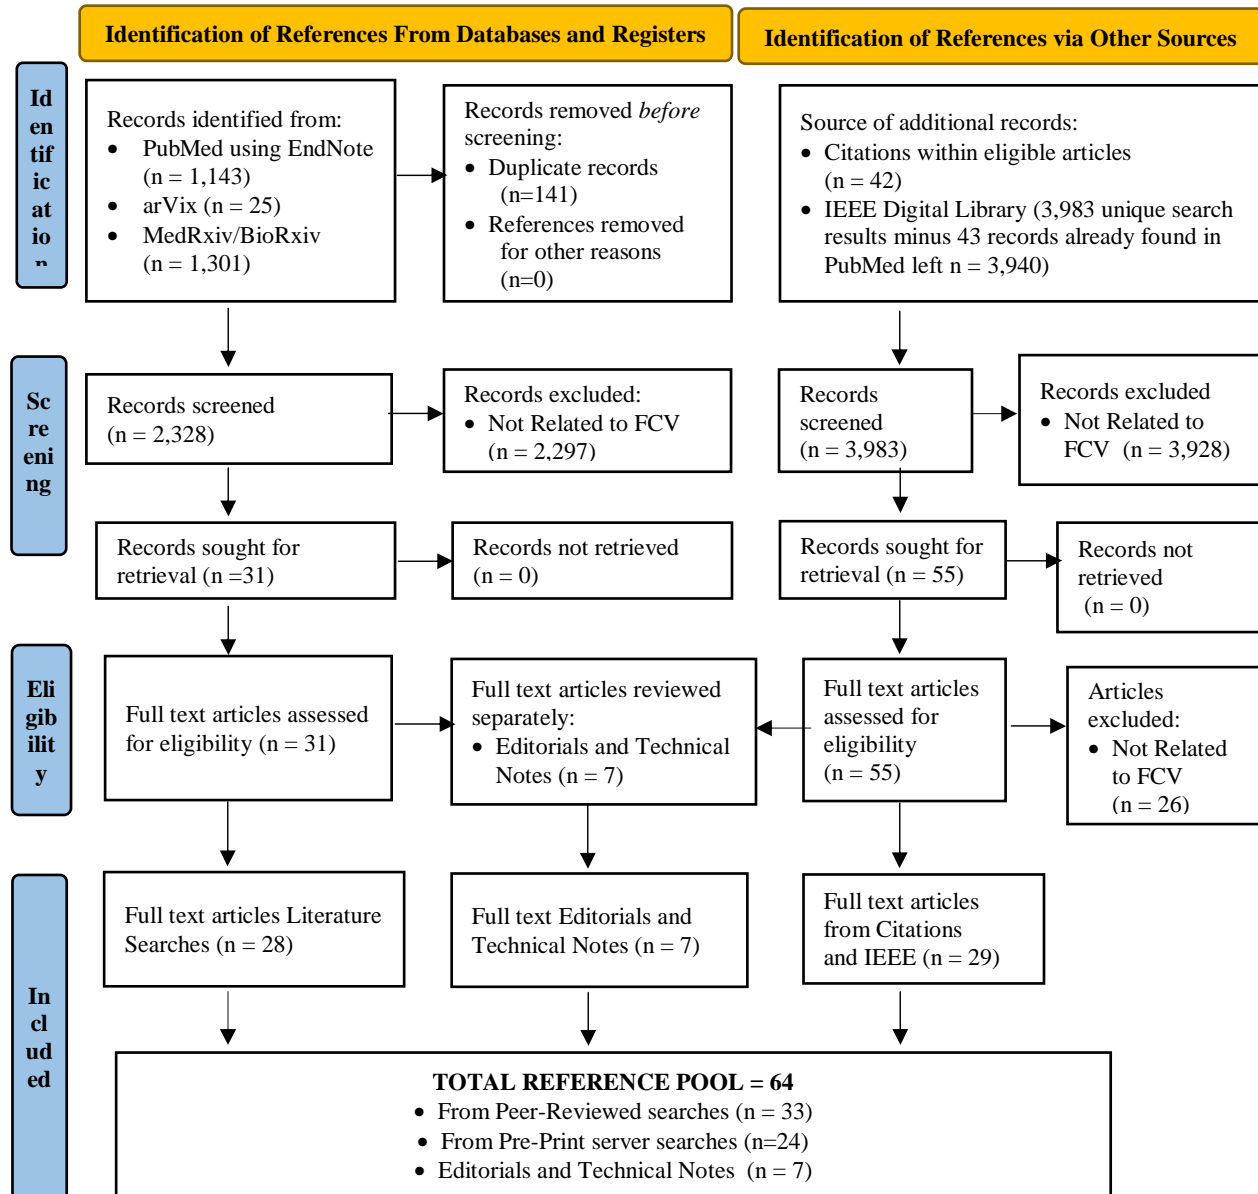 Identification of References From Databases and Registers
Identification of References via Other Sources
Id
en
tif
ic
at
io
n
Records identified from:
• PubMed using EndNote
(n = 1,143)
• arVix (n = 25)
• MedRxiv/BioRxiv
(n = 1,301)
Records removed before
screening:
• Duplicate records
(n=141)
• References removed
for other reasons
(n=0)
Source of additional records:
• Citations within eligible articles
(n = 42)
• IEEE Digital Library (3,983 unique search
results minus 43 records already found in
PubMed left n = 3,940)
Sc
re
eni
ng
Records screened
(n = 2,328)
Records excluded:
• Not Related to FCV
(n = 2,297)
Records
screened
(n = 3,983)
Records excluded
• Not Related to
FCV (n = 3,928)
Records sought for
retrieval (n =31)
Records not retrieved
(n = 0)
Records sought for
retrieval (n = 55)
Records not
retrieved
(n = 0)
Eli
gib
ilit
y
Full text articles assessed
for eligibility (n = 31)
Full text articles reviewed
separately:
• Editorials and Technical
Notes (n = 7)
Full text articles
assessed for
eligibility
(n = 55)
Articles
excluded:
• Not Related
to FCV
(n = 26)
In
cl
ud
ed
Full text articles Literature
Searches (n = 28)
Full text Editorials and
Technical Notes (n = 7)
Full text articles
from Citations
and IEEE (n = 29)
TOTAL REFERENCE POOL = 64
• From Peer-Reviewed searches (n = 33)
• From Pre-Print server searches (n=24)
• Editorials and Technical Notes (n = 7)